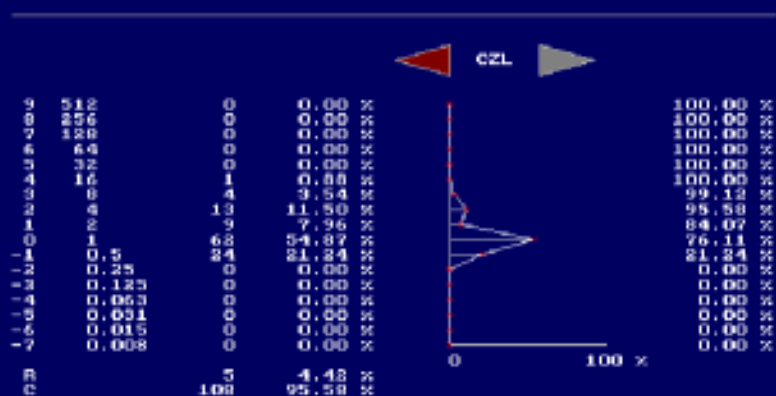 CZL
9 512 0 0.00 % 100.00 %
8 256 0 0.00 % 100.00 %
7 128 0 0.00 % 100.00 %
6 64 0 0.00 % 100.00 %
5 32 0 0.00 % 100.00 %
4 16 1 0.88 % 100.00 %
3 8 4 3.54 % 99.12 %
2 4 13 11.50 % 95.58 %
1 2 9 7.96 % 84.07 %
0 1 62 54.87 % 76.11 %
-1 0.5 24 21.24 % 21.24 %
-2 0.25 0 0.00 % 0.00 %
-3 0.125 0 0.00 % 0.00 %
-4 0.063 0 0.00 % 0.00 %
-5 0.031 0 0.00 % 0.00 %
-6 0.015 0 0.00 % 0.00 %
-7 0.008 0 0.00 % 0.00 %
0 100 %
R 5 4.42 %
C 108 95.58 %